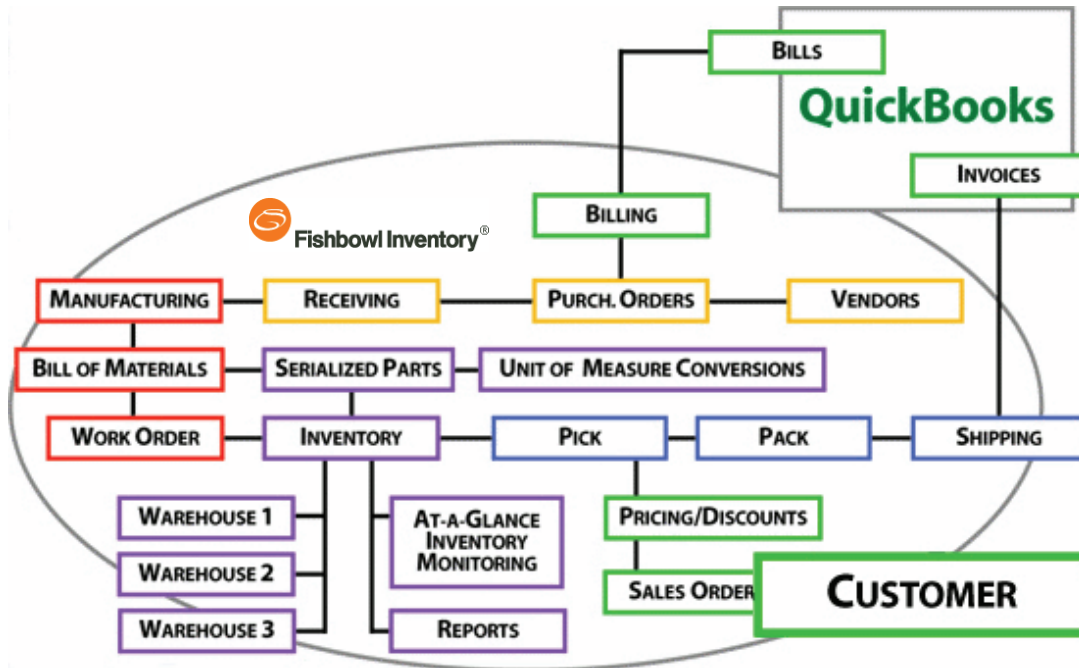 BILLS
QuickBooks
INVOICES
BILLING
Fishbowl Inventory®
MANUFACTURING
RECEIVING
PURCH. ORDERS
VENDORS
BILL OF MATERIALS
SERIALIZED PARTS
UNIT OF MEASURE CONVERSIONS
WORK ORDER
INVENTORY
PICK
PACK
SHIPPING
WAREHOUSE 1
AT-A-GLANCE
INVENTORY
MONITORING
PRICING/DISCOUNTS
WAREHOUSE 2
SALES ORDER
CUSTOMER
WAREHOUSE 3
REPORTS